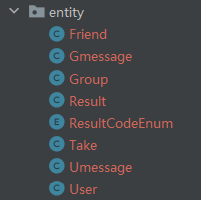 entity
Friend
Gmessage
Group
Result
ResultCodeEnum
Take
Umessage
User